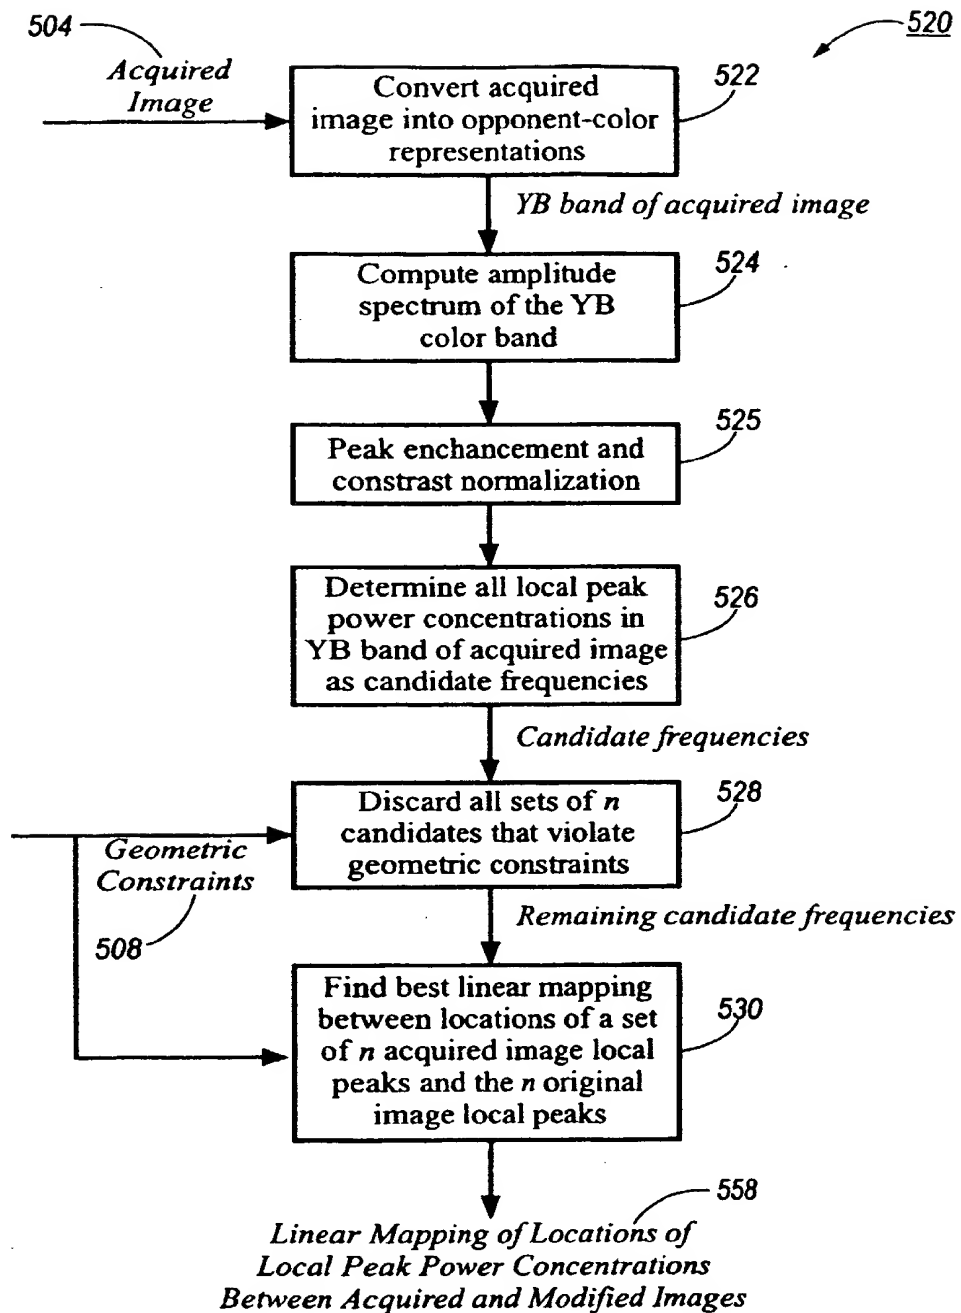 504
520
Acquired
Image
Convert acquired
image into opponent-color
representations
522
YB band of acquired image
Compute amplitude
spectrum of the YB
color band
524
Peak enchancement and
constrast normalization
525
Determine all local peak
power concentrations in
YB band of acquired image
as candidate frequencies
526
Candidate frequencies
Discard all sets of n
candidates that violate
geometric constraints
528
Geometric
Constraints
508
Remaining candidate frequencies
Find best linear mapping
between locations of a set
of n acquired image local
peaks and the n original
image local peaks
530
558
Linear Mapping of Locations of
Local Peak Power Concentrations
Between Acquired and Modified Images